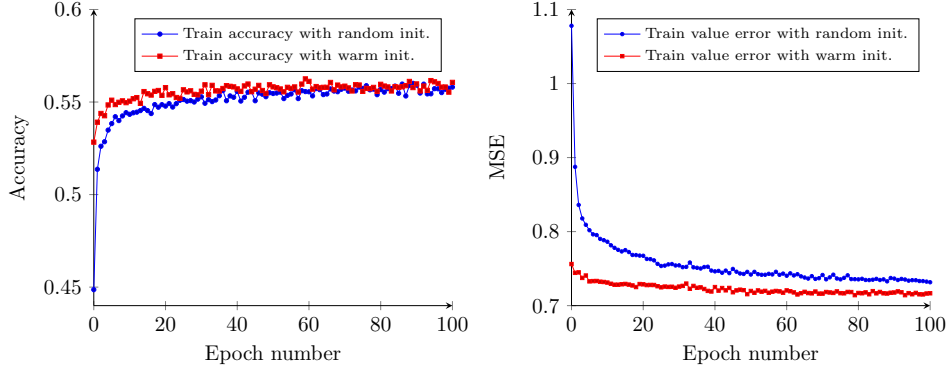 0.6
0.55
0.5
0.45
0
20
40
60
80
100
Accuracy
Epoch number
Train accuracy with random init.
Train accuracy with warm init.
1.1
1
0.9
0.8
0.7
0
20
40
60
80
100
MSE
Epoch number
Train value error with random init.
Train value error with warm init.